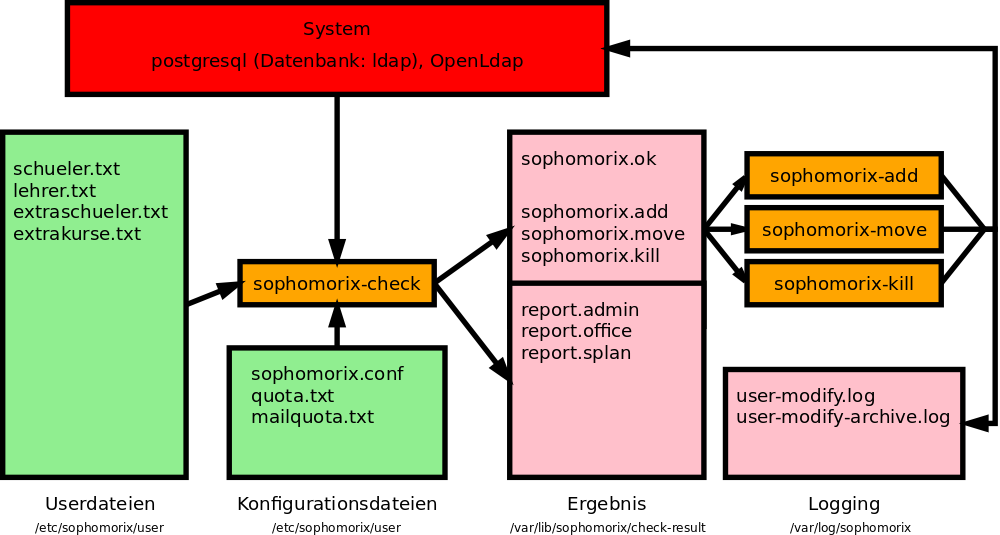 System
postgresql (Datenbank: ldap), OpenLdap
schueler.txt
lehrer.txt
extraschueler.txt
extrakurse.txt
sophomorix-check
sophomorix.conf
quota.txt
mailquota.txt
sophomorix.ok
sophomorix.add
sophomorix.move
sophomorix.kill
report.admin
report.office
report.splan
sophomorix-add
sophomorix-move
sophomorix-kill
user-modify.log
user-modify-archive.log
Userdateien
/etc/sophomorix/user
Konfigurationsdateien
/etc/sophomorix/user
Ergebnis
/var/lib/sophomorix/check-result
Logging
/var/log/sophomorix